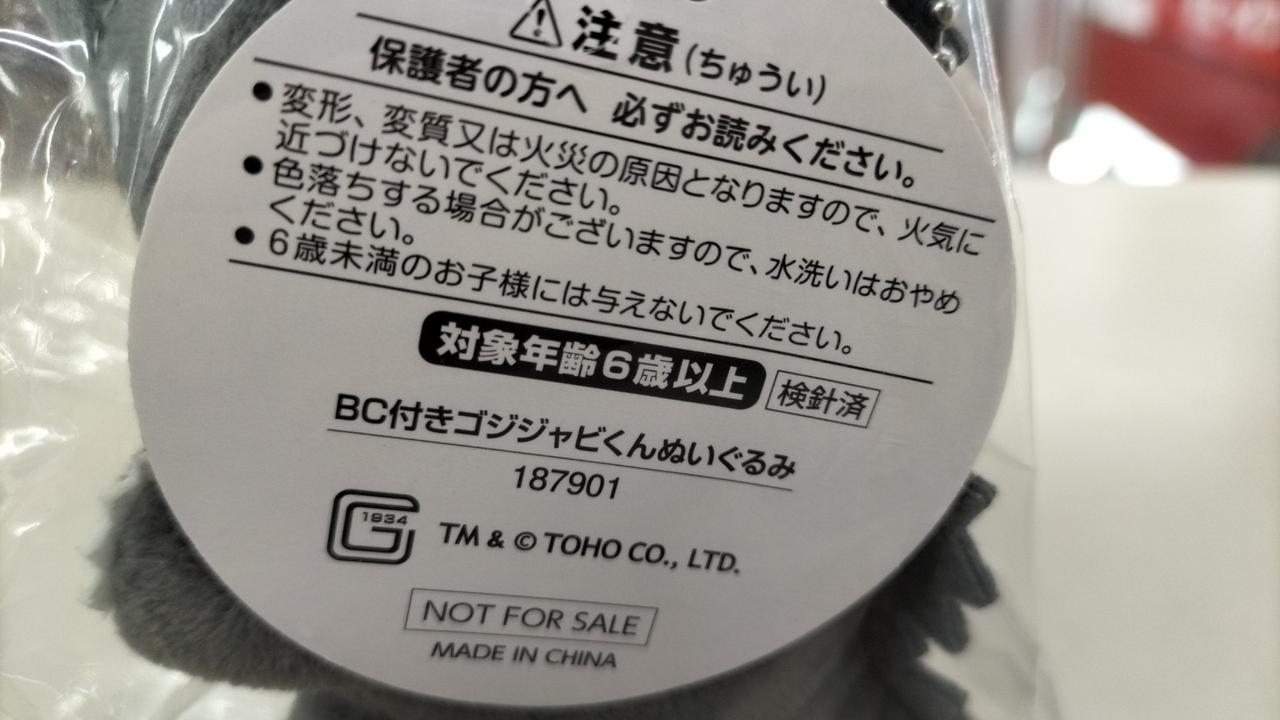 注意(ちゅうい)
保護者の方へ 必ずお読みください。
●変形、変質又は火災の原因となりますので、火気に
近づけないでください。
●色落ちする場合がございますので、水洗いはおやめ
ください。
●6歳未満のお子様には与えないでください。
対象年齢6歳以上 検針済
BC付きゴジジャビくんぬいぐるみ
187901
1934 G TM & © TOHO CO., LTD.
NOT FOR SALE
MADE IN CHINA